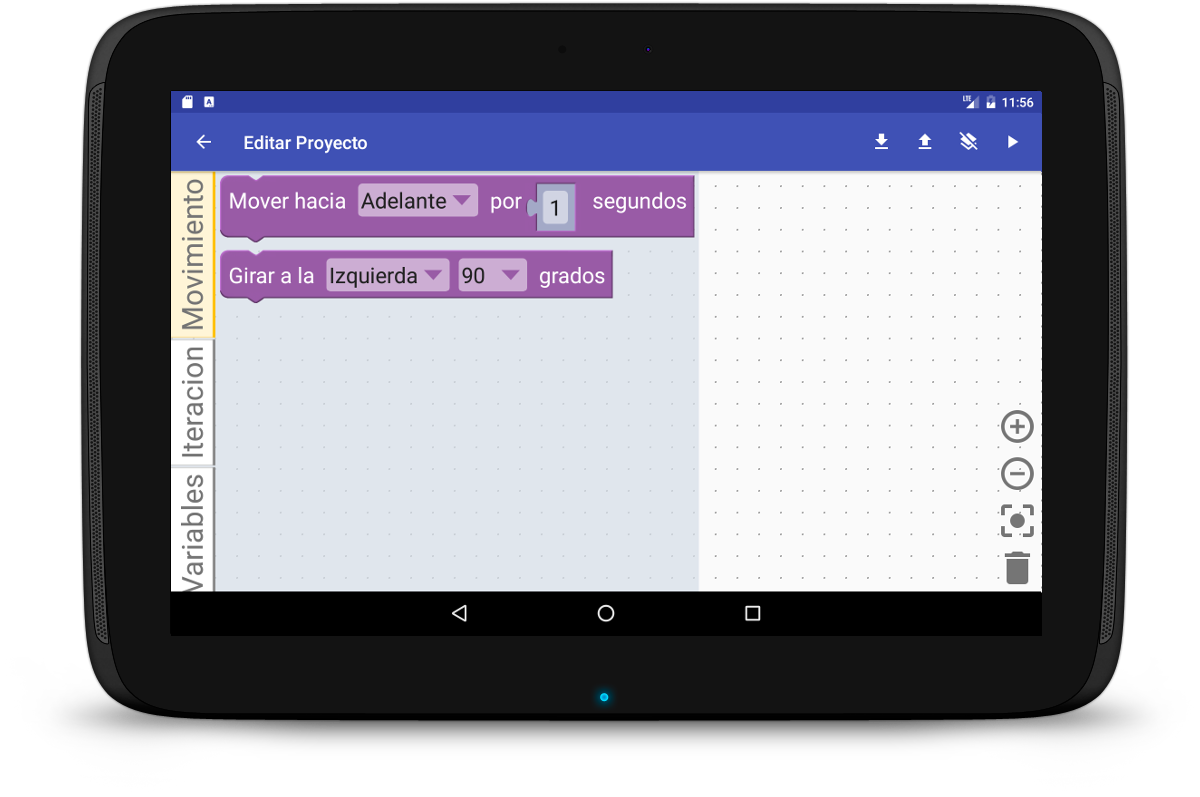 LTE 11:56
Editar Proyecto
Movimiento
Mover hacia Adelante por 1 segundos
Girar a la Izquierda 90 grados
Iteracion
Variables